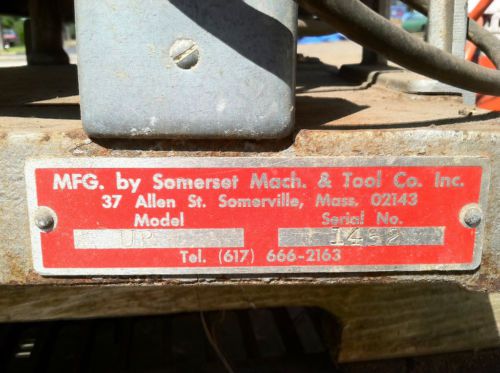 MFG. by Somerset Mach. & Tool Co. Inc.
37 Allen St. Somerville, Mass. 02143
Model Serial No.
Tel. (617) 666-2163